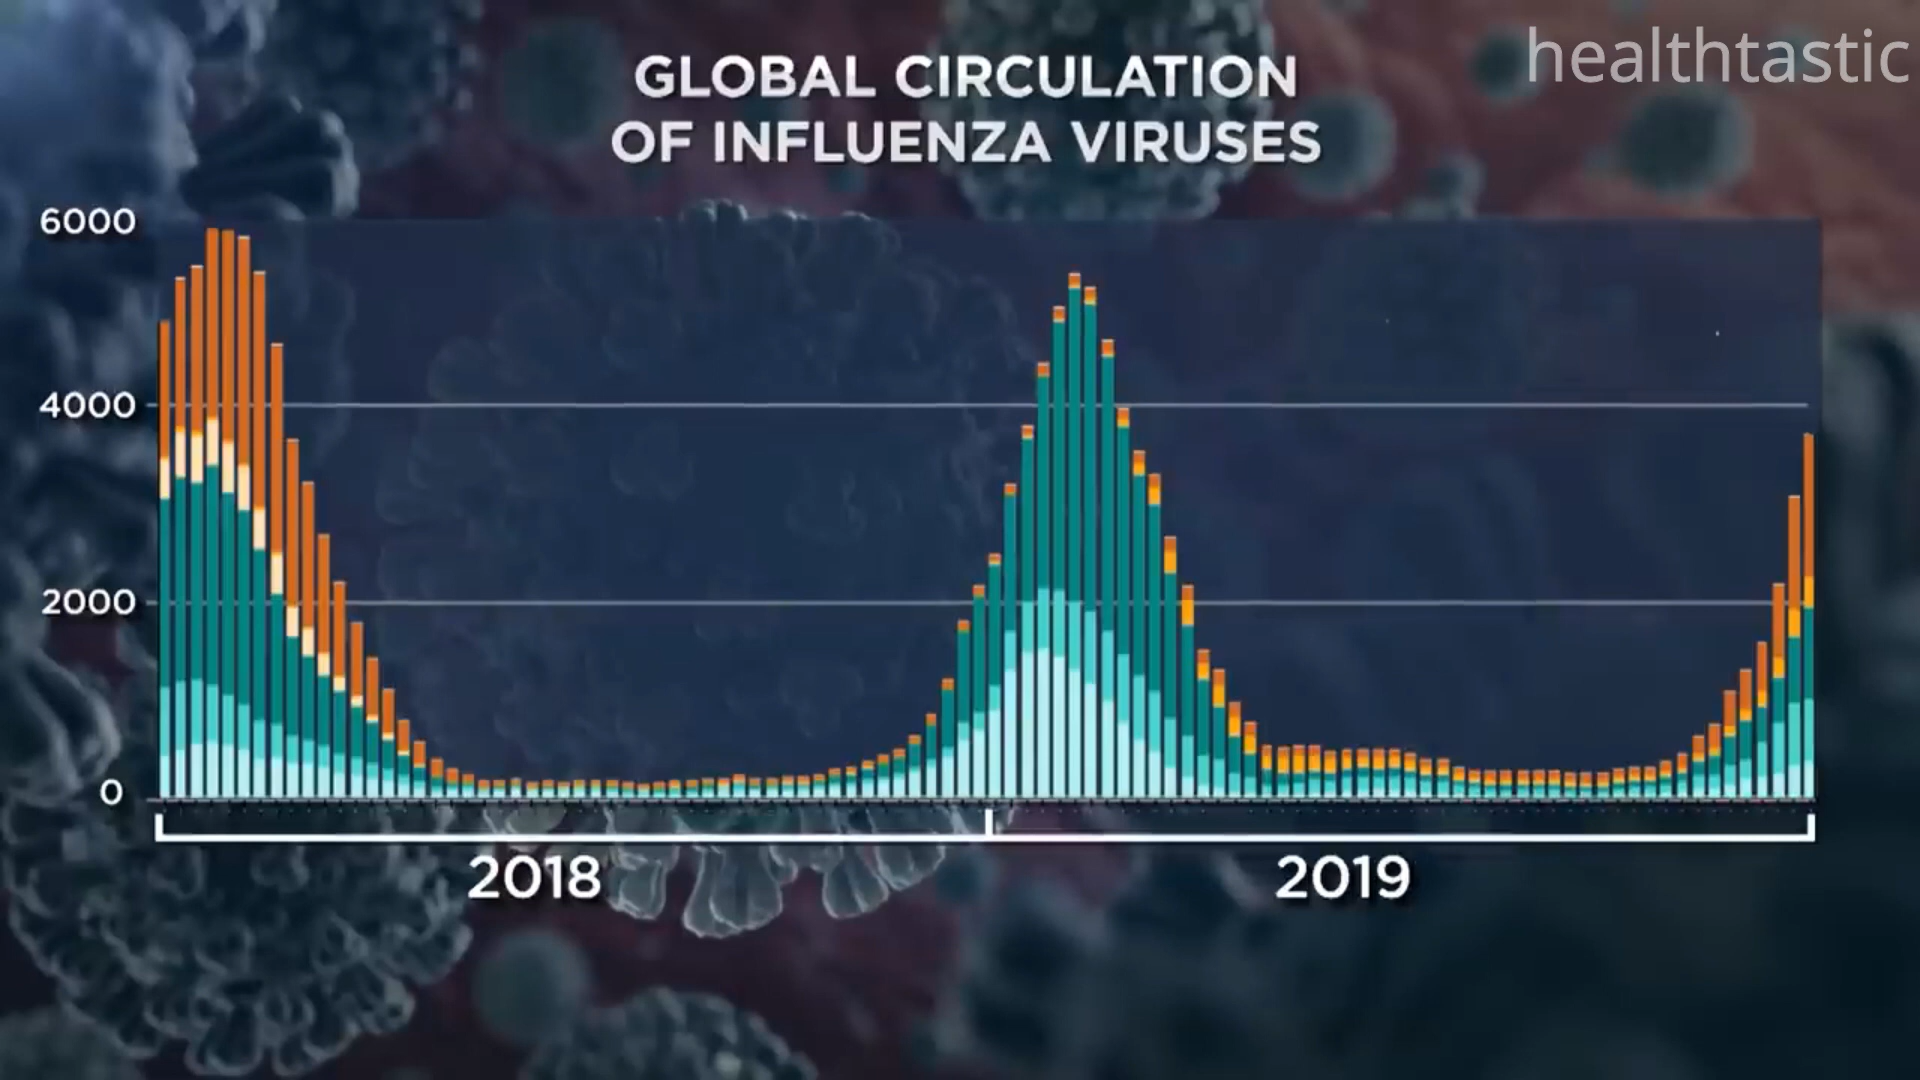 healthtastic
GLOBAL CIRCULATION
OF INFLUENZA VIRUSES
6000
4000
2000
0
2018
2019